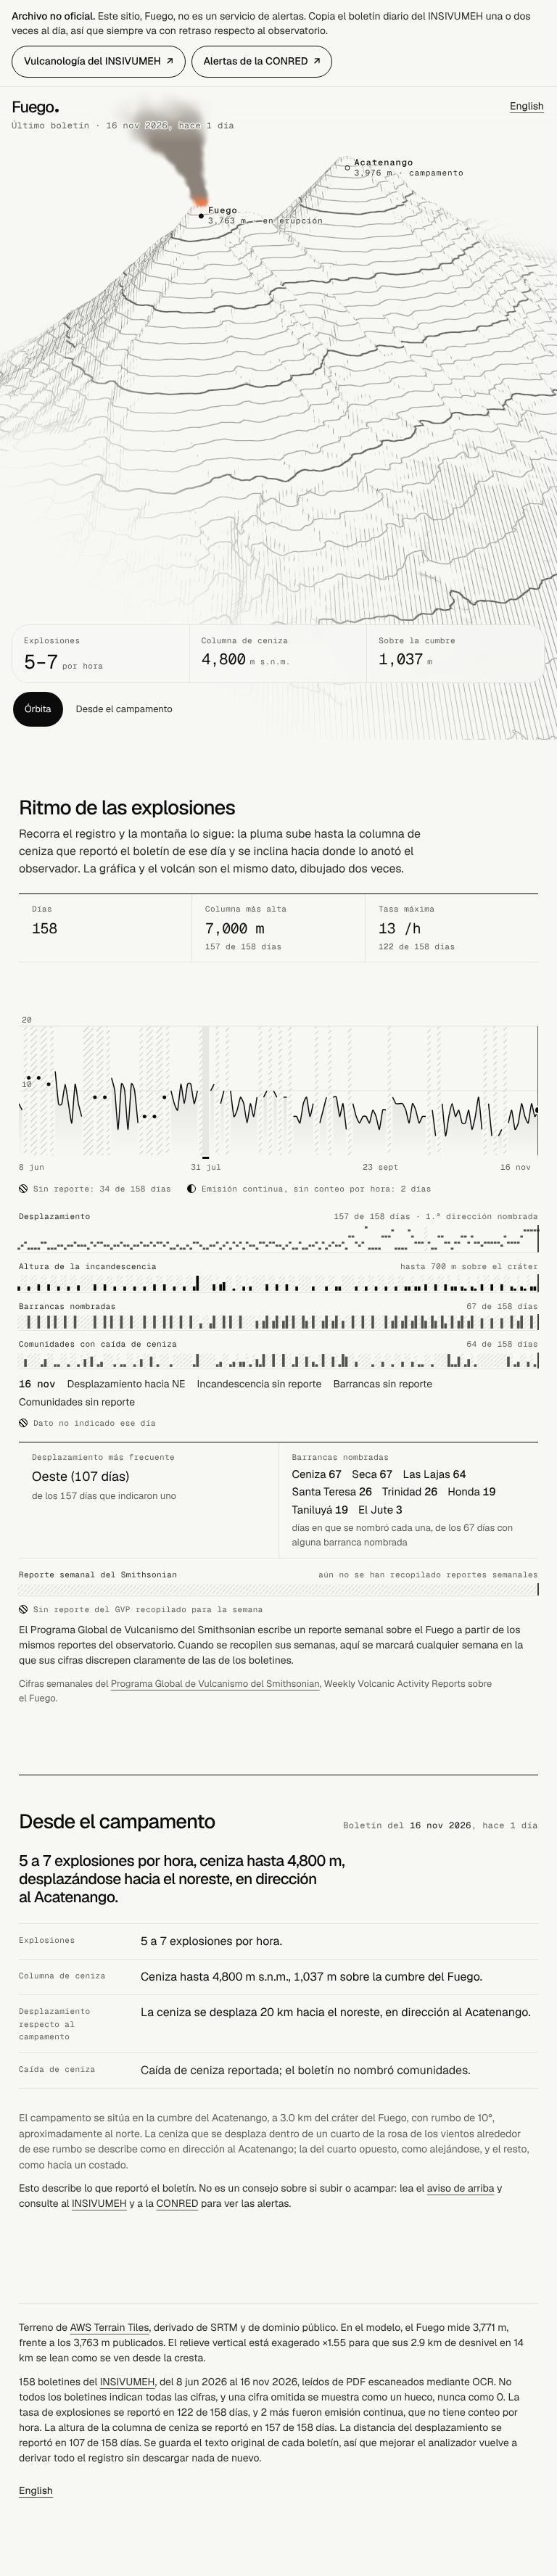 Archivo no oficial. Este sitio, Fuego, no es un servicio de alertas. Copia el boletín diario del INSIVUMEH una o dos
veces al día, así que siempre va con retraso respecto al observatorio.
Vulcanología del INSIVUMEH ↗
Alertas de la CONRED ↗
Fuego.
English
Último boletín · 16 nov 2026, hace 1 día
Acatenango
3,976 m · campamento
Fuego
3,763 m · en erupción
Explosiones
5–7 por hora
Columna de ceniza
4,800 m s.n.m.
Sobre la cumbre
1,037 m
Órbita
Desde el campamento
Ritmo de las explosiones
Recorra el registro y la montaña lo sigue: la pluma sube hasta la columna de
ceniza que reportó el boletín de ese día y se inclina hacia donde lo anotó el
observador. La gráfica y el volcán son el mismo dato, dibujado dos veces.
Días
158
Columna más alta
7,000 m
157 de 158 días
Tasa máxima
13 /h
122 de 158 días
20
10
8 jun
31 jul
23 sept
16 nov
Sin reporte: 34 de 158 días
Emisión continua, sin conteo por hora: 2 días
Desplazamiento
157 de 158 días · 1.ª dirección nombrada
Altura de la incandescencia
hasta 700 m sobre el cráter
Barrancas nombradas
67 de 158 días
Comunidades con caída de ceniza
64 de 158 días
16 nov Desplazamiento hacia NE Incandescencia sin reporte Barrancas sin reporte
Comunidades sin reporte
Dato no indicado ese día
Desplazamiento más frecuente
Oeste (107 días)
de los 157 días que indicaron uno
Barrancas nombradas
Ceniza 67 Seca 67 Las Lajas 64
Santa Teresa 26 Trinidad 26 Honda 19
Taniluyá 19 El Jute 3
días en que se nombró cada una, de los 67 días con
alguna barranca nombrada
Reporte semanal del Smithsonian
aún no se han recopilado reportes semanales
Sin reporte del GVP recopilado para la semana
El Programa Global de Vulcanismo del Smithsonian escribe un reporte semanal sobre el Fuego a partir de los
mismos reportes del observatorio. Cuando se recopilen sus semanas, aquí se marcará cualquier semana en la
que sus cifras discrepen claramente de las de los boletines.
Cifras semanales del Programa Global de Vulcanismo del Smithsonian, Weekly Volcanic Activity Reports sobre
el Fuego.
Desde el campamento
Boletín del 16 nov 2026, hace 1 día
5 a 7 explosiones por hora, ceniza hasta 4,800 m,
desplazándose hacia el noreste, en dirección
al Acatenango.
Explosiones
5 a 7 explosiones por hora.
Columna de ceniza
Ceniza hasta 4,800 m s.n.m., 1,037 m sobre la cumbre del Fuego.
Desplazamiento
respecto al
campamento
La ceniza se desplaza 20 km hacia el noreste, en dirección al Acatenango.
Caída de ceniza
Caída de ceniza reportada; el boletín no nombró comunidades.
El campamento se sitúa en la cumbre del Acatenango, a 3.0 km del cráter del Fuego, con rumbo de 10°,
aproximadamente al norte. La ceniza que se desplaza dentro de un cuarto de la rosa de los vientos alrededor
de ese rumbo se describe como en dirección al Acatenango; la del cuarto opuesto, como alejándose, y el resto,
como hacia un costado.
Esto describe lo que reportó el boletín. No es un consejo sobre si subir o acampar: lea el aviso de arriba y
consulte al INSIVUMEH y a la CONRED para ver las alertas.
Terreno de AWS Terrain Tiles, derivado de SRTM y de dominio público. En el modelo, el Fuego mide 3,771 m,
frente a los 3,763 m publicados. El relieve vertical está exagerado ×1.55 para que sus 2.9 km de desnivel en 14
km se lean como se ven desde la cresta.
158 boletines del INSIVUMEH, del 8 jun 2026 al 16 nov 2026, leídos de PDF escaneados mediante OCR. No
todos los boletines indican todas las cifras, y una cifra omitida se muestra como un hueco, nunca como 0. La
tasa de explosiones se reportó en 122 de 158 días, y 2 más fueron emisión continua, que no tiene conteo por
hora. La altura de la columna de ceniza se reportó en 157 de 158 días. La distancia del desplazamiento se
reportó en 107 de 158 días. Se guarda el texto original de cada boletín, así que mejorar el analizador vuelve a
derivar todo el registro sin descargar nada de nuevo.
English